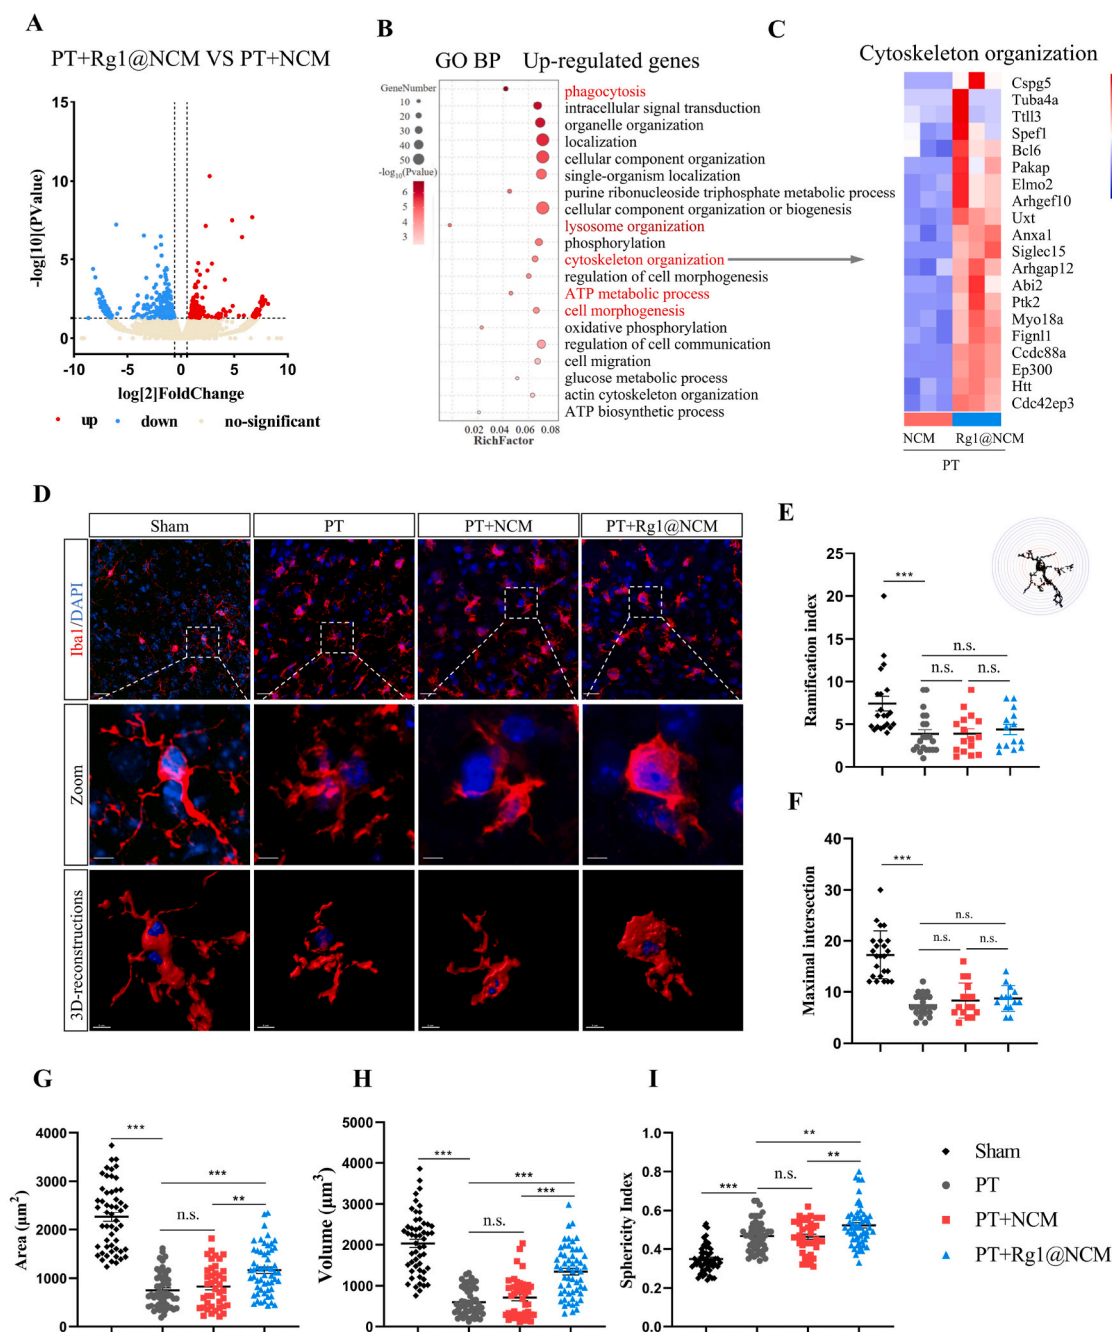 A
PT+Rg1@NCM VS PT+NCM
15
10
5
0
-log[10](PValue)
-10
-5
0
5
10
log[2]FoldChange
up
down
no-significant
B
GO BP Up-regulated genes
GeneNumber
10
20
30
40
50
-log10(Pvalue)
6
5
4
3
phagocytosis
intracellular signal transduction
organelle organization
localization
cellular component organization
single-organism localization
purine ribonucleoside triphosphate metabolic process
cellular component organization or biogenesis
lysosome organization
phosphorylation
cytoskeleton organization
regulation of cell morphogenesis
ATP metabolic process
cell morphogenesis
oxidative phosphorylation
regulation of cell communication
cell migration
glucose metabolic process
actin cytoskeleton organization
ATP biosynthetic process
0.02 0.04 0.06 0.08
RichFactor
C
Cytoskeleton organization
Cspg5
Tuba4a
Ttll3
Spef1
Bcl6
Pakap
Elmo2
Arhgef10
Uxt
Anxa1
Siglec15
Arhgap12
Abi2
Ptk2
Myo18a
Fignl1
Ccdc88a
Ep300
Htt
Cdc42ep3
NCM Rg1@NCM
PT
D
Sham
PT
PT+NCM
PT+Rg1@NCM
Iba1/DAPI
Zoom
3D-reconstructions
E
25
20
15
10
5
0
Ramification index
***
n.s.
n.s.
n.s.
F
40
30
20
10
0
Maximal intersection
***
n.s.
n.s.
n.s.
G
4000
3000
2000
1000
0
Area (μm²)
***
***
n.s.
**
H
5000
4000
3000
2000
1000
0
Volume (μm³)
***
***
n.s.
***
I
1.0
0.8
0.6
0.4
0.2
0.0
Sphericity Index
***
**
n.s.
**
Sham
PT
PT+NCM
PT+Rg1@NCM